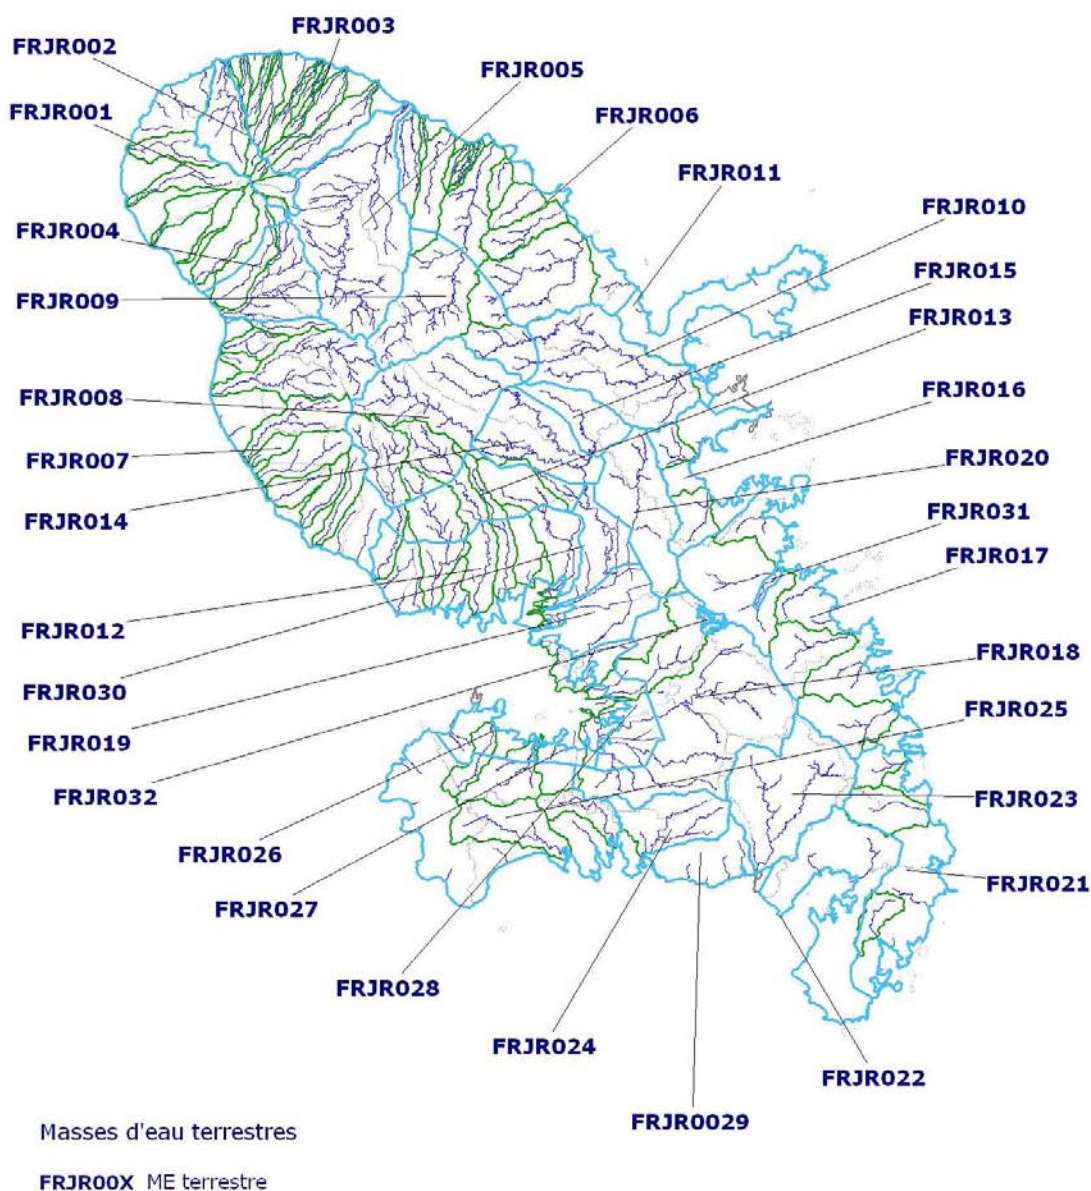 FRJR003
FRJR002
FRJR005
FRJR001
FRJR006
FRJR011
FRJR010
FRJR004
FRJR015
FRJR009
FRJR013
FRJR016
FRJR008
FRJR007
FRJR020
FRJR031
FRJR014
FRJR017
FRJR012
FRJR018
FRJR030
FRJR025
FRJR019
FRJR032
FRJR023
FRJR026
FRJR021
FRJR027
FRJR028
FRJR024
FRJR022
FRJR0029
Masses d'eau terrestres
FRJR00X ME terrestre